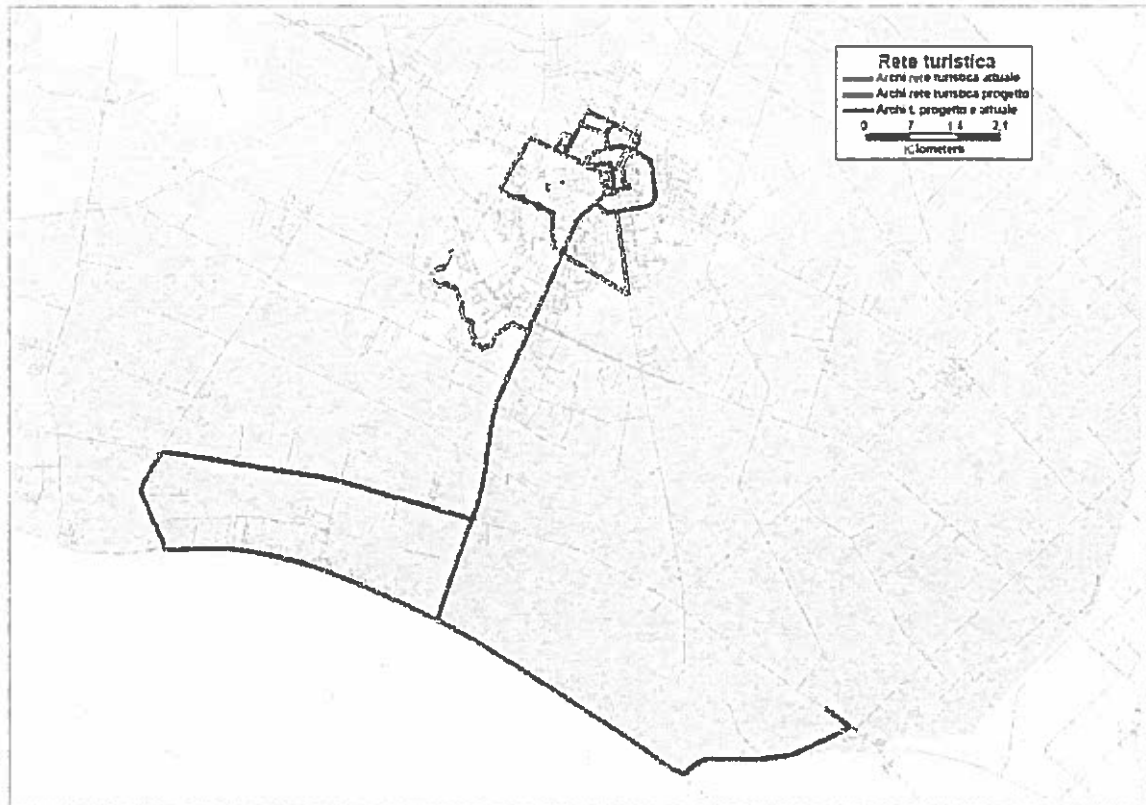 Rete turistica
Archi rete turistica attuale
Archi rete turistica progetto
Archi t. progetto e attuale
0 7 1.4 2.1
Kilometers